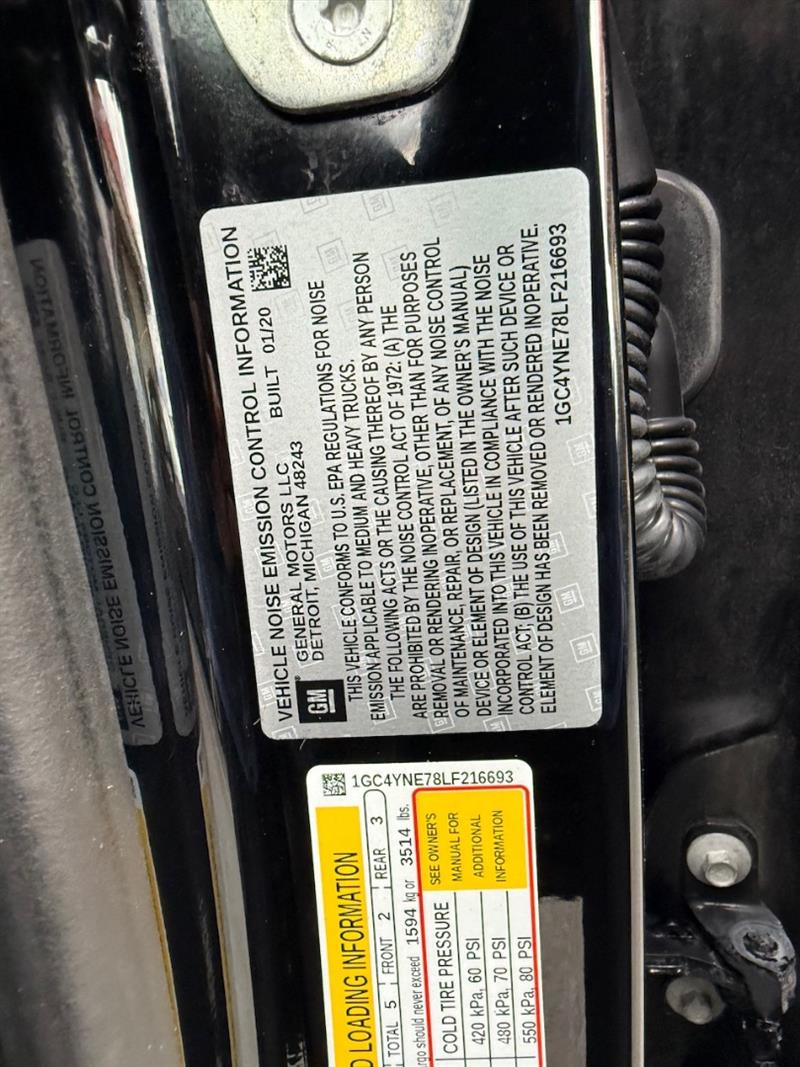 VEHICLE NOISE EMISSION CONTROL INFORMATION
GM
GENERAL MOTORS LLC BUILT 01/20
DETROIT, MICHIGAN 48243
THIS VEHICLE CONFORMS TO U.S. EPA REGULATIONS FOR NOISE
EMISSION APPLICABLE TO MEDIUM AND HEAVY TRUCKS.
THE FOLLOWING ACTS OR THE CAUSING THEREOF BY ANY PERSON
ARE PROHIBITED BY THE NOISE CONTROL ACT OF 1972: (A) THE
REMOVAL OR RENDERING INOPERATIVE, OTHER THAN FOR PURPOSES
OF MAINTENANCE, REPAIR, OR REPLACEMENT, OF ANY NOISE CONTROL
DEVICE OR ELEMENT OF DESIGN (LISTED IN THE OWNER'S MANUAL)
INCORPORATED INTO THIS VEHICLE IN COMPLIANCE WITH THE NOISE
CONTROL ACT; (B) THE USE OF THIS VEHICLE AFTER SUCH DEVICE OR
ELEMENT OF DESIGN HAS BEEN REMOVED OR RENDERED INOPERATIVE.
1GC4YNE78LF216693
1GC4YNE78LF216693
LOADING INFORMATION
TOTAL 5 FRONT 2 REAR 3
should never exceed 1594 kg or 3514 lbs.
COLD TIRE PRESSURE
420 kPa, 60 PSI
480 kPa, 70 PSI
550 kPa, 80 PSI
SEE OWNER'S
MANUAL FOR
ADDITIONAL
INFORMATION